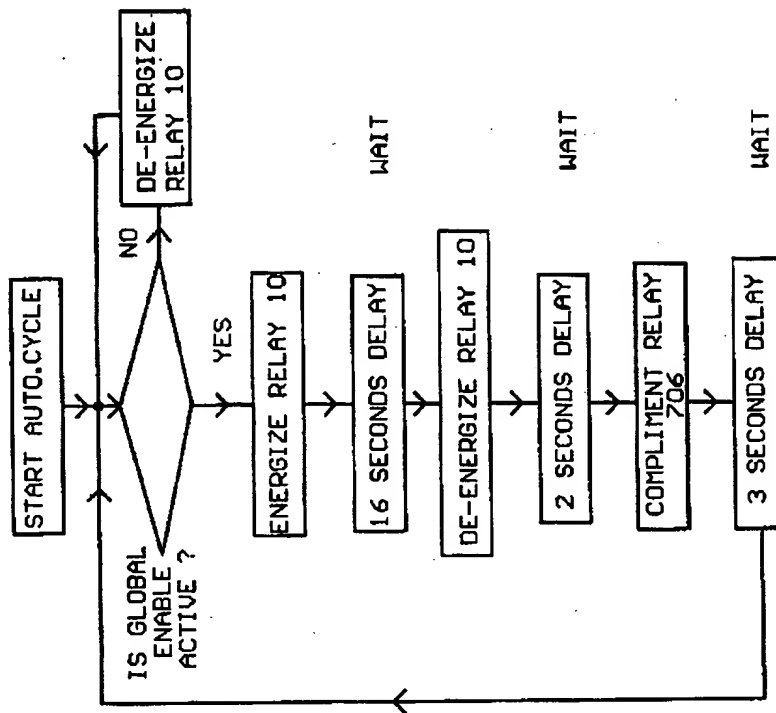 START AUTO.CYCLE
IS GLOBAL
ENABLE
ACTIVE ?
NO
DE-ENERGIZE
RELAY 10
YES
ENERGIZE RELAY 10
16 SECONDS DELAY
WAIT
DE-ENERGIZE RELAY 10
2 SECONDS DELAY
WAIT
COMPLIMENT RELAY
706
3 SECONDS DELAY
WAIT